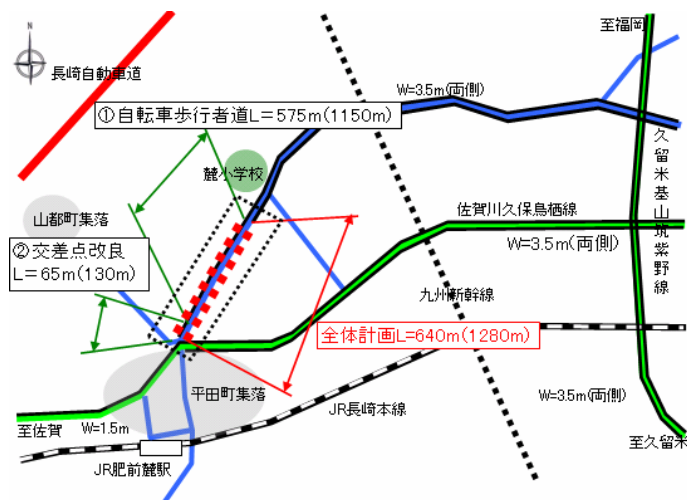 至福岡
長崎自動車道
W=3.5m(両側)
①自転車歩行者道L=575m(1150m)
久留米基山筑紫野線
麓小学校
山都町集落
佐賀川久保鳥栖線
②交差点改良
L=65m(130m)
W=3.5m(両側)
九州新幹線
全体計画L=640m(1280m)
平田町集落
W=3.5m(両側)
JR長崎本線
至佐賀
W=1.5m
至久留米
JR肥前麓駅